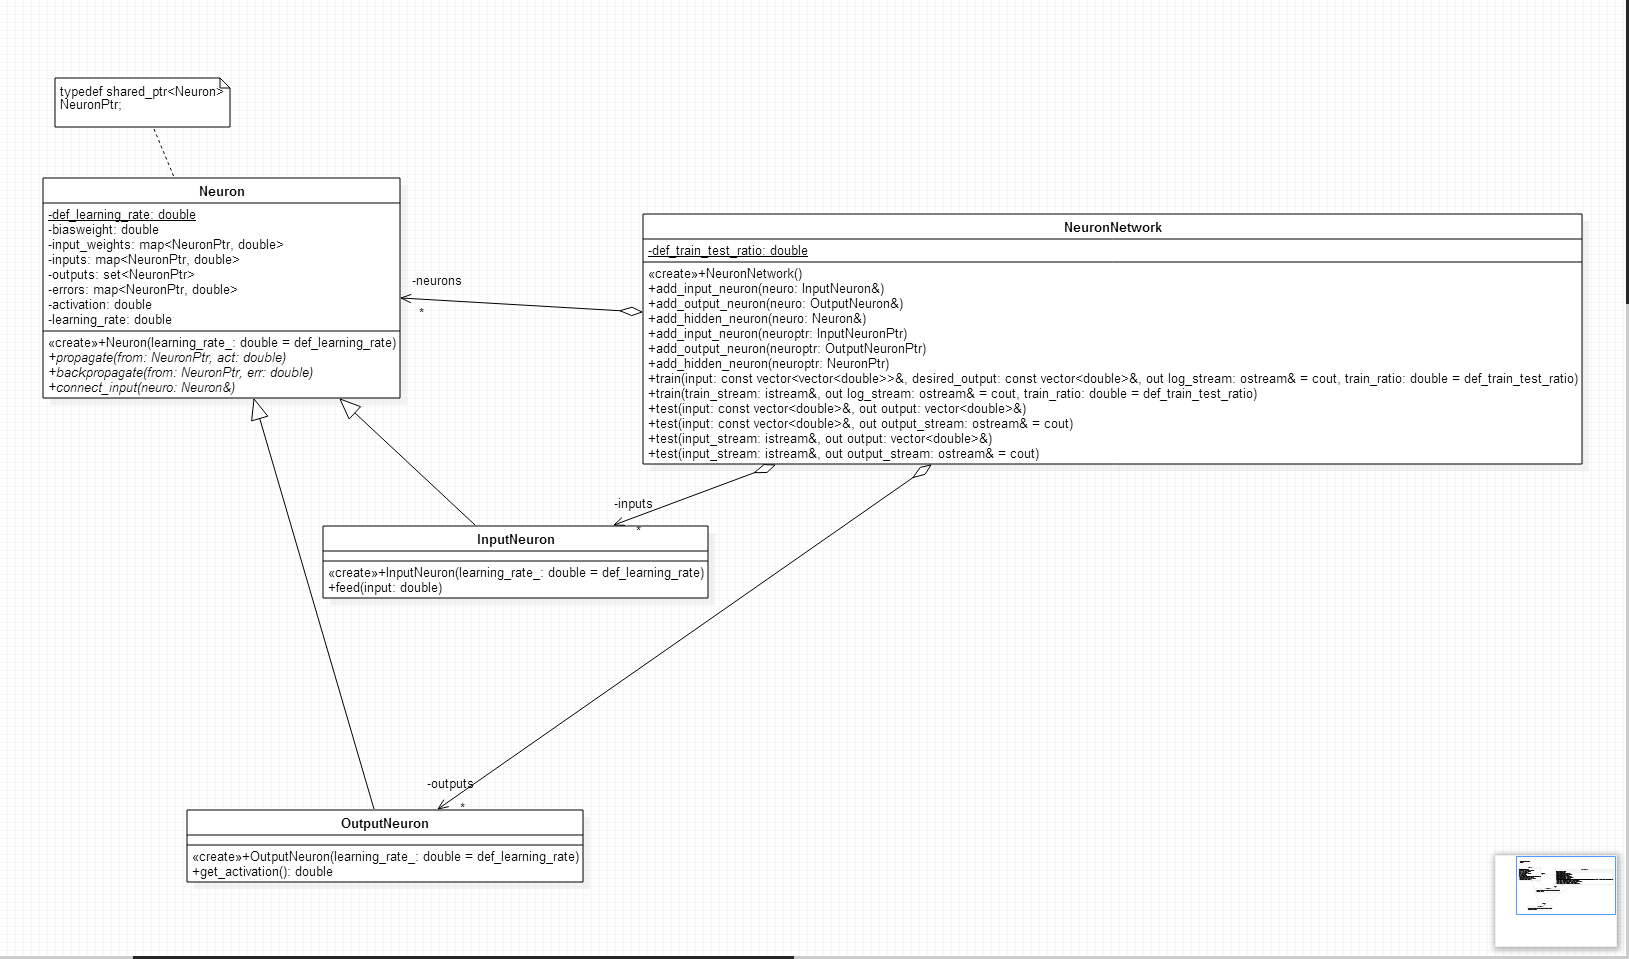 typedef shared_ptr<Neuron>
NeuronPtr;
Neuron
-def_learning_rate: double
-biasweight: double
-input_weights: map<NeuronPtr, double>
-inputs: map<NeuronPtr, double>
-outputs: set<NeuronPtr>
-errors: map<NeuronPtr, double>
-activation: double
-learning_rate: double
«create»+Neuron(learning_rate_: double = def_learning_rate)
+propagate(from: NeuronPtr, act: double)
+backpropagate(from: NeuronPtr, err: double)
+connect_input(neuro: Neuron&)
-neurons
*
NeuronNetwork
-def_train_test_ratio: double
«create»+NeuronNetwork()
+add_input_neuron(neuro: InputNeuron&)
+add_output_neuron(neuro: OutputNeuron&)
+add_hidden_neuron(neuro: Neuron&)
+add_input_neuron(neuroptr: InputNeuronPtr)
+add_output_neuron(neuroptr: OutputNeuronPtr)
+add_hidden_neuron(neuroptr: NeuronPtr)
+train(input: const vector<vector<double>>&, desired_output: const vector<double>&, out log_stream: ostream& = cout, train_ratio: double = def_train_test_ratio)
+train(train_stream: istream&, out log_stream: ostream& = cout, train_ratio: double = def_train_test_ratio)
+test(input: const vector<double>&, out output: vector<double>&)
+test(input: const vector<double>&, out output_stream: ostream& = cout)
+test(input_stream: istream&, out output: vector<double>&)
+test(input_stream: istream&, out output_stream: ostream& = cout)
-inputs
*
InputNeuron
«create»+InputNeuron(learning_rate_: double = def_learning_rate)
+feed(input: double)
-outputs
*
OutputNeuron
«create»+OutputNeuron(learning_rate_: double = def_learning_rate)
+get_activation(): double